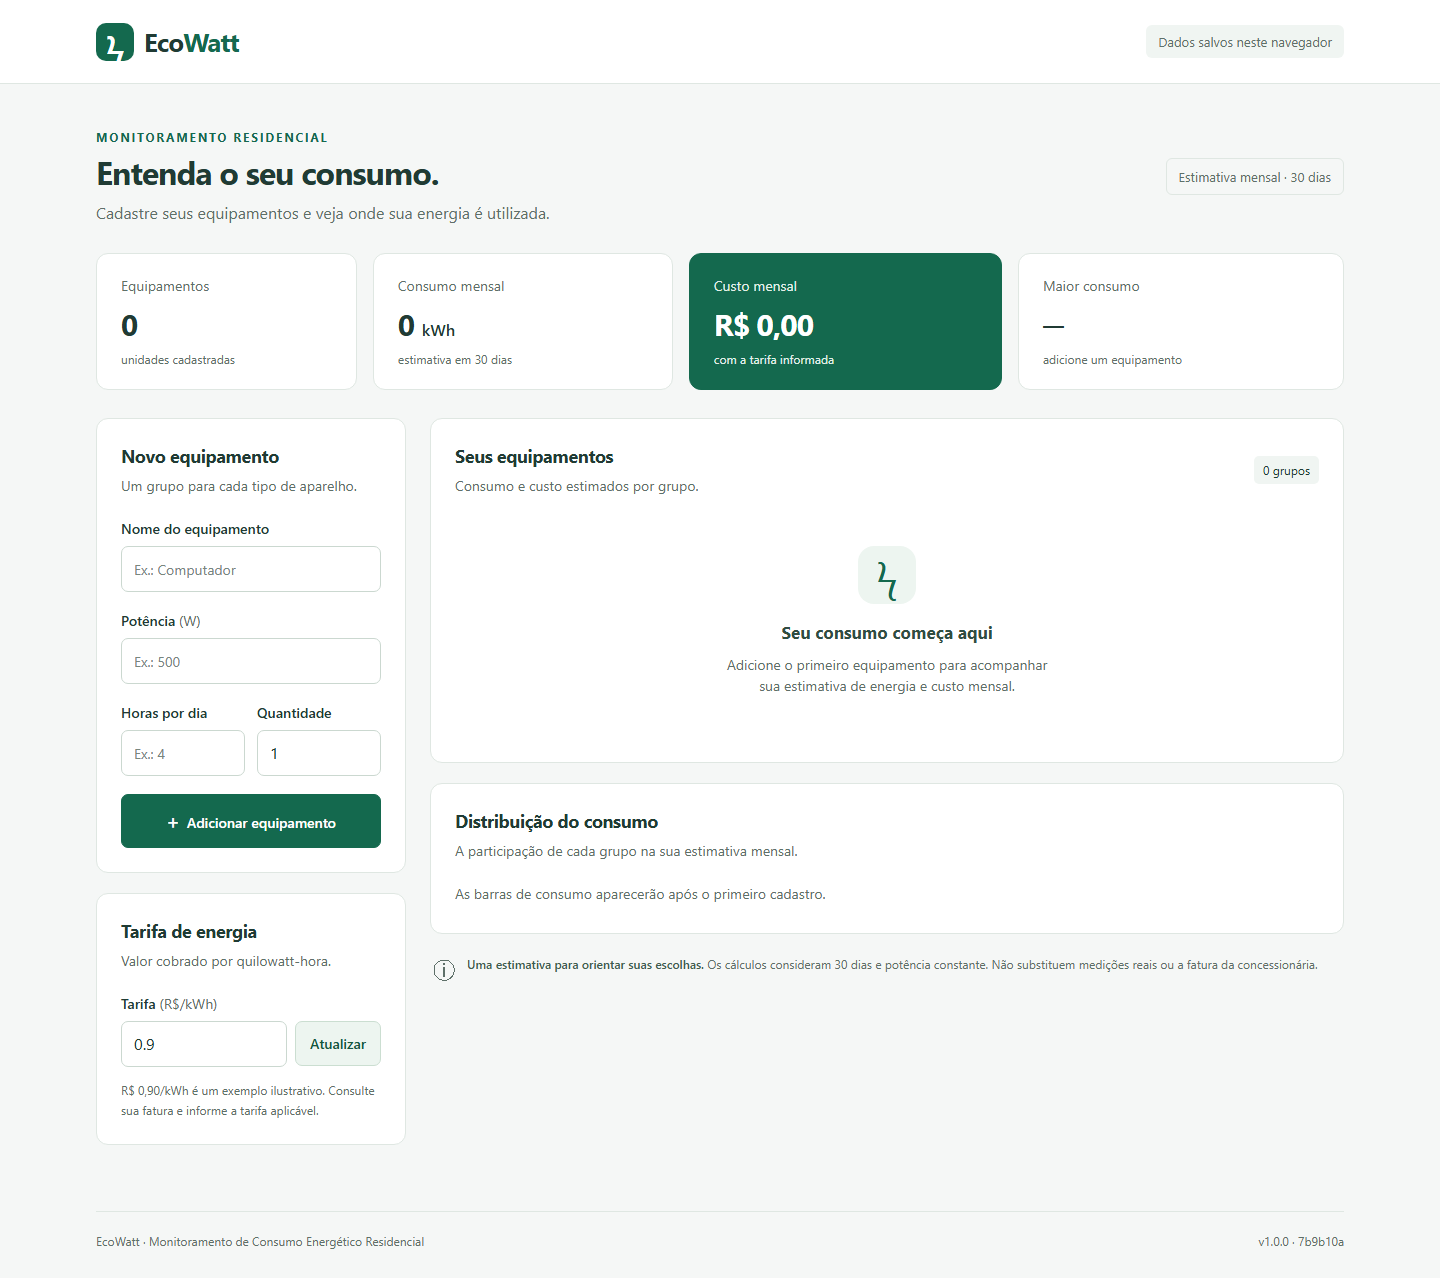 EcoWatt
Dados salvos neste navegador
MONITORAMENTO RESIDENCIAL
Entenda o seu consumo.
Cadastre seus equipamentos e veja onde sua energia é utilizada.
Estimativa mensal · 30 dias
Equipamentos
0
unidades cadastradas
Consumo mensal
0 kWh
estimativa em 30 dias
Custo mensal
R$ 0,00
com a tarifa informada
Maior consumo
—
adicione um equipamento
Novo equipamento
Um grupo para cada tipo de aparelho.
Nome do equipamento
Ex.: Computador
Potência (W)
Ex.: 500
Horas por dia
Quantidade
Ex.: 4
1
+ Adicionar equipamento
Tarifa de energia
Valor cobrado por quilowatt-hora.
Tarifa (R$/kWh)
0.9
Atualizar
R$ 0,90/kWh é um exemplo ilustrativo. Consulte
sua fatura e informe a tarifa aplicável.
Seus equipamentos
Consumo e custo estimados por grupo.
0 grupos
Seu consumo começa aqui
Adicione o primeiro equipamento para acompanhar
sua estimativa de energia e custo mensal.
Distribuição do consumo
A participação de cada grupo na sua estimativa mensal.
As barras de consumo aparecerão após o primeiro cadastro.
Uma estimativa para orientar suas escolhas. Os cálculos consideram 30 dias e potência constante. Não substituem medições reais ou a fatura da concessionária.
EcoWatt · Monitoramento de Consumo Energético Residencial
v1.0.0 · 7b9b10a